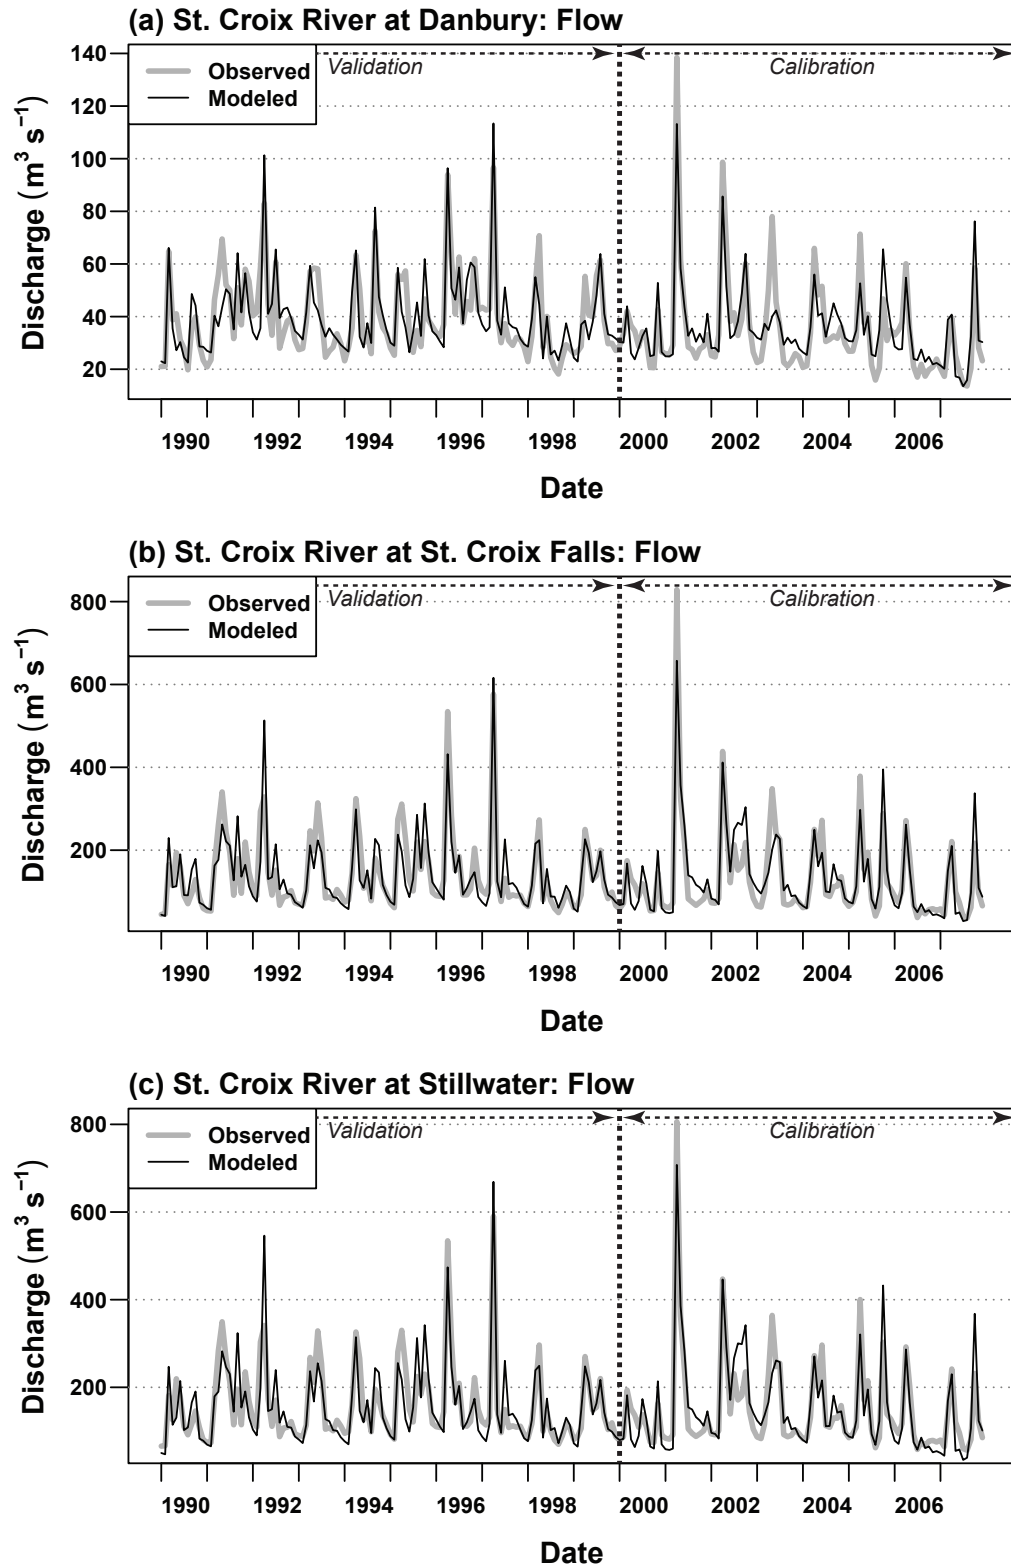 (a) St. Croix River at Danbury: Flow
Observed
Modeled
Validation
Calibration
140
120
100
80
60
40
20
Discharge (m³ s⁻¹)
1990 1992 1994 1996 1998 2000 2002 2004 2006
Date
(b) St. Croix River at St. Croix Falls: Flow
Observed
Modeled
Validation
Calibration
800
600
400
200
Discharge (m³ s⁻¹)
1990 1992 1994 1996 1998 2000 2002 2004 2006
Date
(c) St. Croix River at Stillwater: Flow
Observed
Modeled
Validation
Calibration
800
600
400
200
Discharge (m³ s⁻¹)
1990 1992 1994 1996 1998 2000 2002 2004 2006
Date